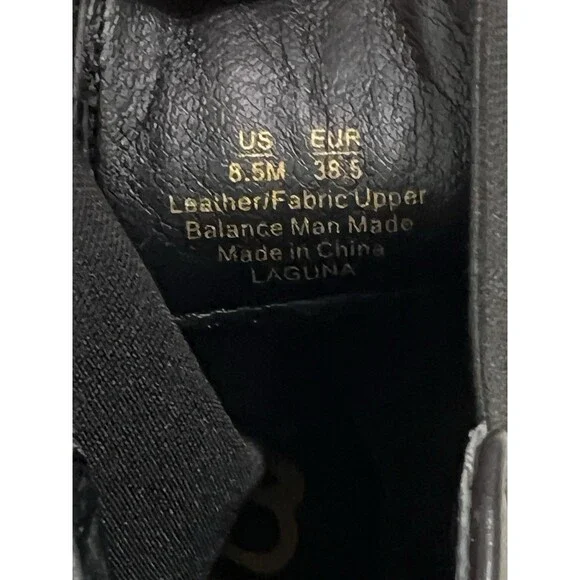 US EUR
8.5M 38.5
Leather/Fabric Upper
Balance Man Made
Made in China
LAGUNA